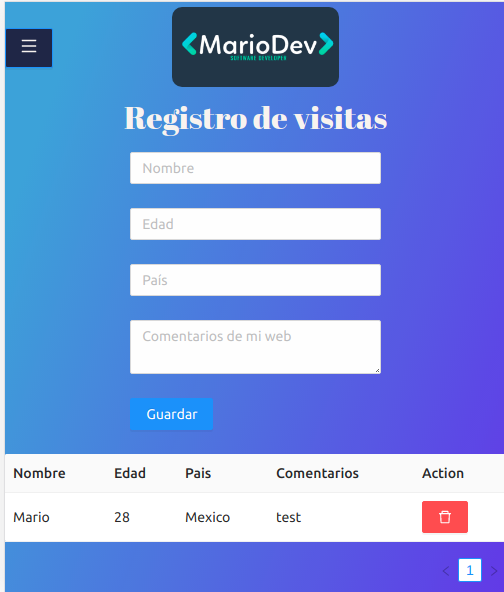 MarioDev
SOFTWARE DEVELOPER
Registro de visitas
Nombre
Edad
País
Comentarios de mi web
Guardar
Nombre Edad Pais Comentarios Action
Mario 28 Mexico test
1